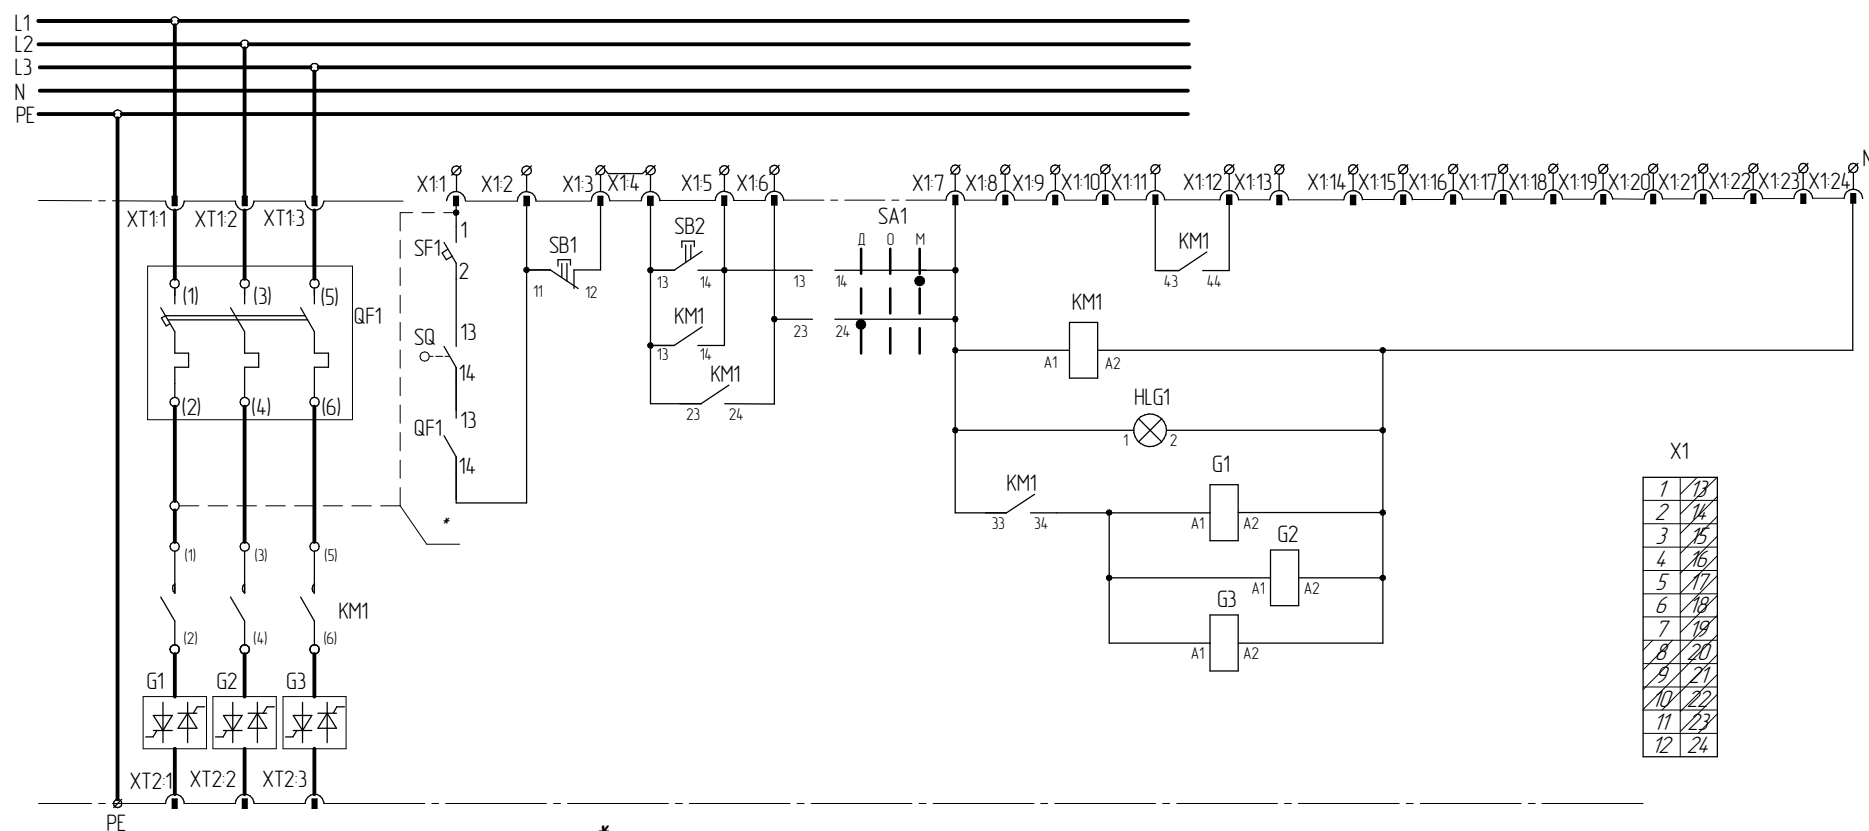 L1
L2
L3
N
PE
X1:1 X1:2 X1:3 X1:4 X1:5 X1:6 X1:7 X1:8 X1:9 X1:10 X1:11 X1:12 X1:13 X1:14 X1:15 X1:16 X1:17 X1:18 X1:19 X1:20 X1:21 X1:22 X1:23 X1:24 N
XT1:1 XT1:2 XT1:3
(1) (3) (5)
QF1
(2) (4) (6)
SF1 1
2
SQ 13
14
QF1 13
14
*
SB1
11 12
SB2
13 14
KM1
13 14
KM1
23 24
SA1
Д О М
13 14
23 24
KM1
43 44
KM1
A1 A2
HLG1
1 2
KM1
33 34
G1
A1 A2
G2
A1 A2
G3
A1 A2
(1) (3) (5)
KM1
(2) (4) (6)
G1 G2 G3
XT2:1 XT2:2 XT2:3
PE
X1
1 13
2 14
3 15
4 16
5 17
6 18
7 19
8 20
9 21
10 22
11 23
12 24
*